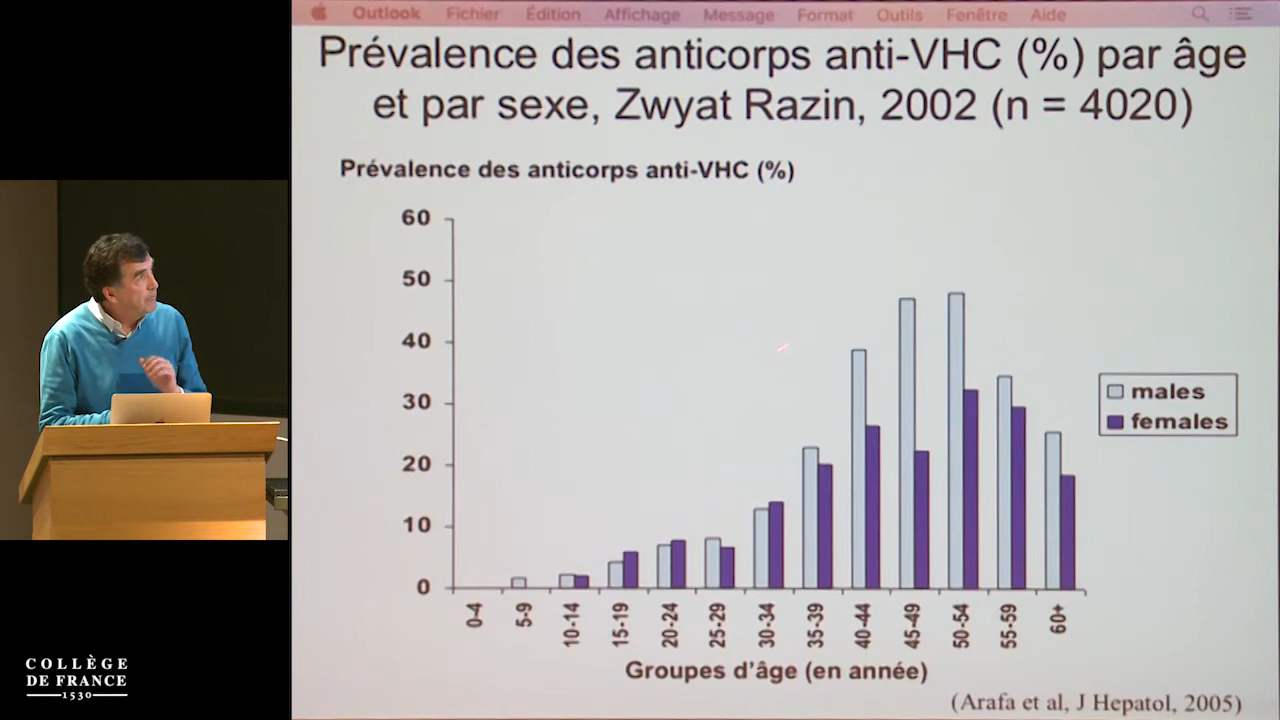 Outlook Fichier Édition Affichage Message Format Outils Fenêtre Aide
Prévalence des anticorps anti-VHC (%) par âge
et par sexe, Zwyat Razin, 2002 (n = 4020)
Prévalence des anticorps anti-VHC (%)
60
50
40
30
20
10
0
0-4 5-9 10-14 15-19 20-24 25-29 30-34 35-39 40-44 45-49 50-54 55-59 60+
Groupes d'âge (en année)
males
females
(Arafa et al, J Hepatol, 2005)
COLLÈGE
DE FRANCE
1530